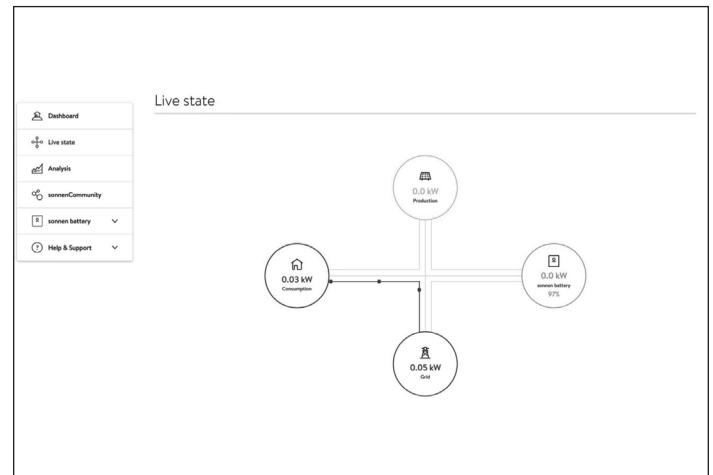 Live state
Dashboard
Live state
Analysis
sonnenCommunity
sonnen battery
Help & Support
0.0 kW
Production
0.03 kW
Consumption
0.0 kW
sonnen battery
97%
0.05 kW
Grid